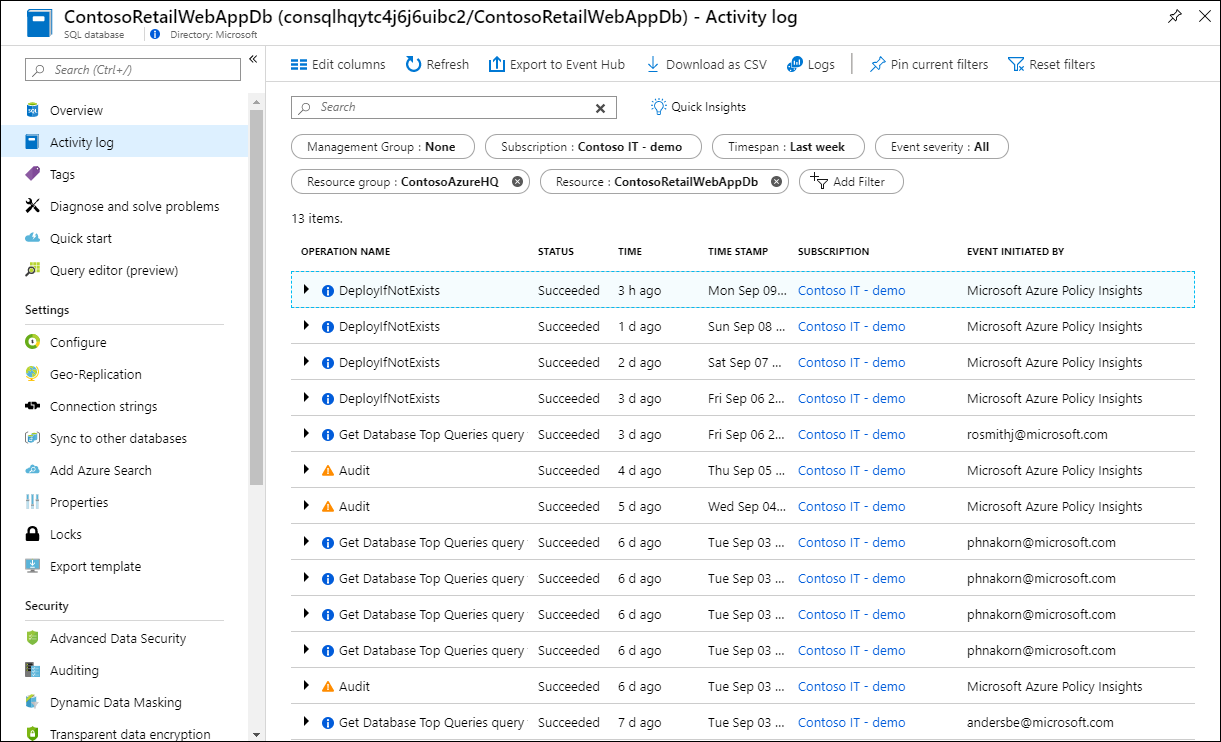 ContosoRetailWebAppDb (consqlhqytc4j6j6uibc2/ContosoRetailWebAppDb) - Activity log
SQL database Directory: Microsoft
Search (Ctrl+/)
Overview
Activity log
Tags
Diagnose and solve problems
Quick start
Query editor (preview)
Settings
Configure
Geo-Replication
Connection strings
Sync to other databases
Add Azure Search
Properties
Locks
Export template
Security
Advanced Data Security
Auditing
Dynamic Data Masking
Transparent data encryption
Edit columns Refresh Export to Event Hub Download as CSV Logs Pin current filters Reset filters
Search Quick Insights
Management Group : None Subscription : Contoso IT - demo Timespan : Last week Event severity : All
Resource group : ContosoAzureHQ Resource : ContosoRetailWebAppDb Add Filter
13 items.
OPERATION NAME STATUS TIME TIME STAMP SUBSCRIPTION EVENT INITIATED BY
DeployIfNotExists Succeeded 3 h ago Mon Sep 09... Contoso IT - demo Microsoft Azure Policy Insights
DeployIfNotExists Succeeded 1 d ago Sun Sep 08 ... Contoso IT - demo Microsoft Azure Policy Insights
DeployIfNotExists Succeeded 2 d ago Sat Sep 07 ... Contoso IT - demo Microsoft Azure Policy Insights
DeployIfNotExists Succeeded 3 d ago Fri Sep 06 2... Contoso IT - demo Microsoft Azure Policy Insights
Get Database Top Queries query Succeeded 3 d ago Fri Sep 06 2... Contoso IT - demo rosmithj@microsoft.com
Audit Succeeded 4 d ago Thu Sep 05 ... Contoso IT - demo Microsoft Azure Policy Insights
Audit Succeeded 5 d ago Wed Sep 04... Contoso IT - demo Microsoft Azure Policy Insights
Get Database Top Queries query Succeeded 6 d ago Tue Sep 03 ... Contoso IT - demo phnakorn@microsoft.com
Get Database Top Queries query Succeeded 6 d ago Tue Sep 03 ... Contoso IT - demo phnakorn@microsoft.com
Get Database Top Queries query Succeeded 6 d ago Tue Sep 03 ... Contoso IT - demo phnakorn@microsoft.com
Get Database Top Queries query Succeeded 6 d ago Tue Sep 03 ... Contoso IT - demo phnakorn@microsoft.com
Audit Succeeded 6 d ago Tue Sep 03 ... Contoso IT - demo Microsoft Azure Policy Insights
Get Database Top Queries query Succeeded 7 d ago Tue Sep 03 ... Contoso IT - demo andersbe@microsoft.com